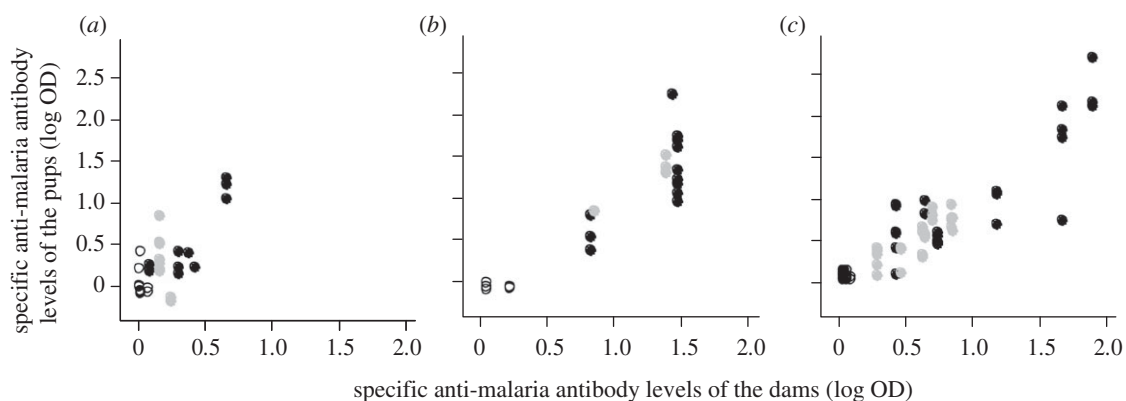 (a)
(b)
(c)
specific anti-malaria antibody
levels of the pups (log OD)
2.5
2.0
1.5
1.0
0.5
0
0 0.5 1.0 1.5 2.0
0 0.5 1.0 1.5 2.0
0 0.5 1.0 1.5 2.0
specific anti-malaria antibody levels of the dams (log OD)